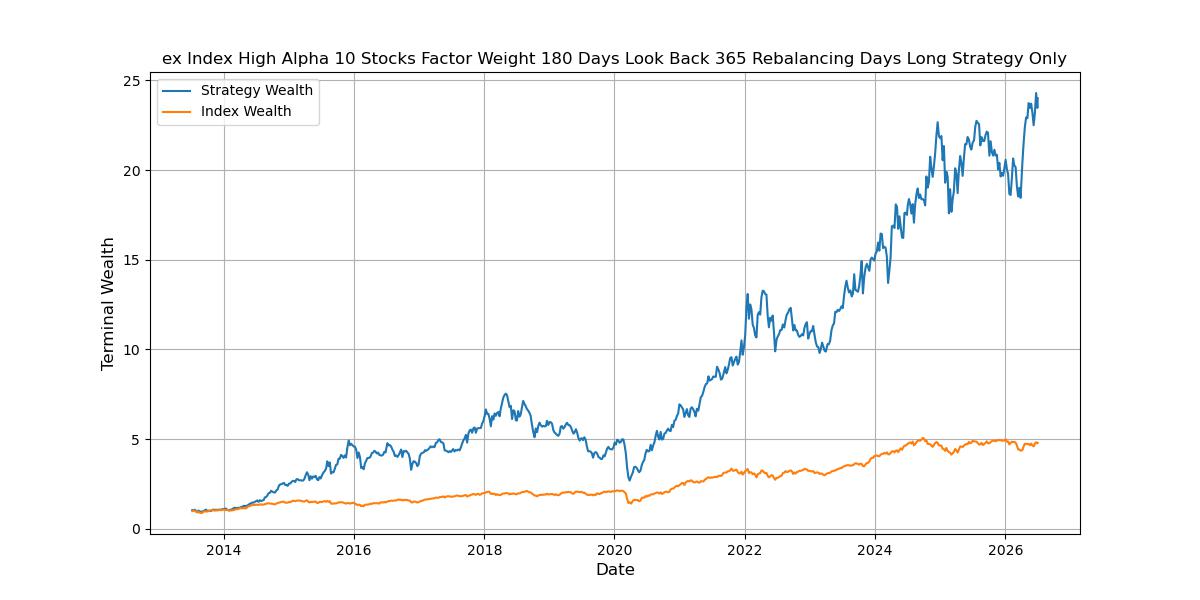 ex Index High Alpha 10 Stocks Factor Weight 180 Days Look Back 365 Rebalancing Days Long Strategy Only
Strategy Wealth
Index Wealth
Terminal Wealth
25
20
15
10
5
0
2014 2016 2018 2020 2022 2024 2026
Date